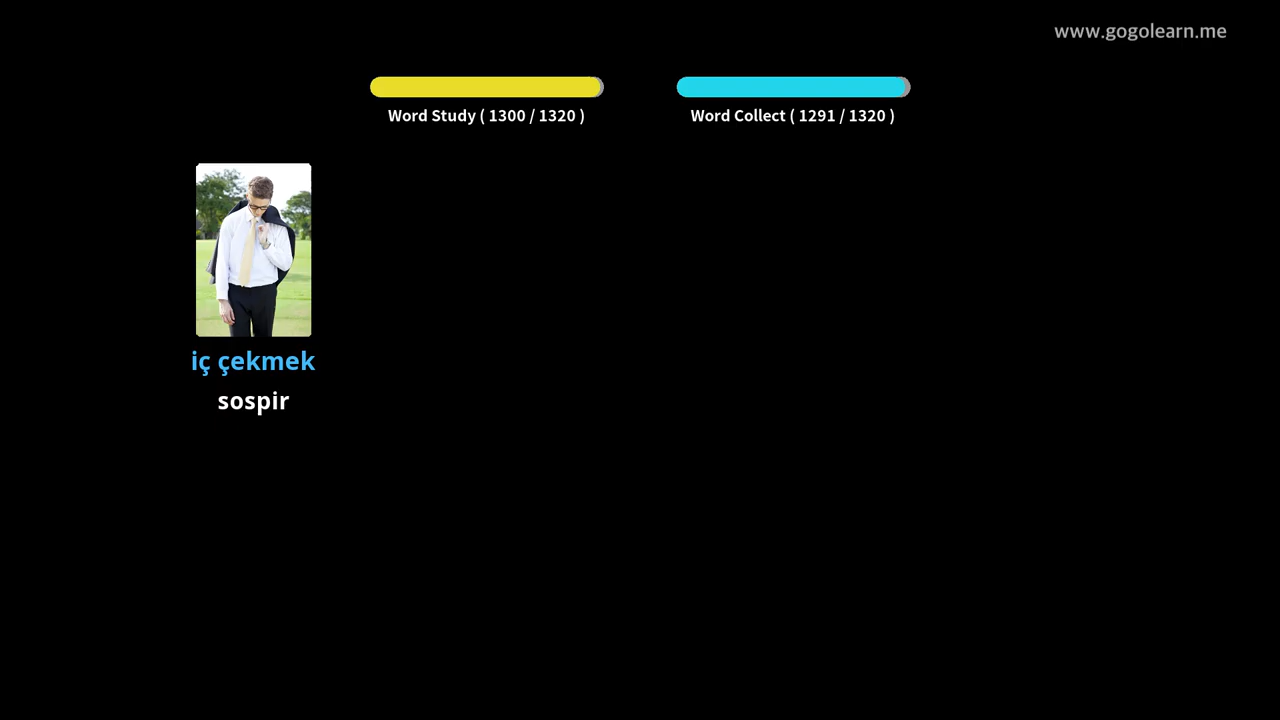 www.gogolearn.me
Word Study ( 1300 / 1320 )
Word Collect ( 1291 / 1320 )
iç çekmek
sospir